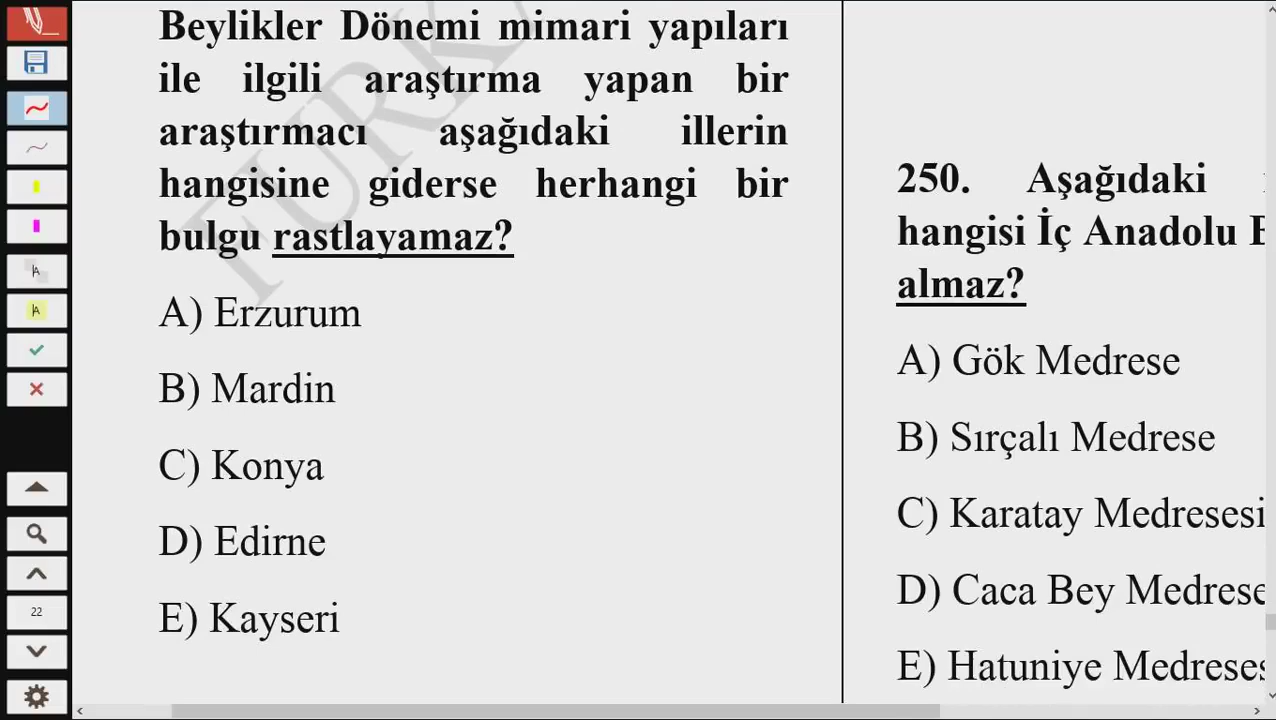 Beylikler Dönemi mimari yapıları
ile ilgili araştırma yapan bir
araştırmacı aşağıdaki illerin
hangisine giderse herhangi bir
bulgu rastlayamaz?
A) Erzurum
B) Mardin
C) Konya
D) Edirne
E) Kayseri
250. Aşağıdaki
hangisi İç Anadolu
almaz?
A) Gök Medrese
B) Sırçalı Medrese
C) Karatay Medresesi
D) Caca Bey Medrese
E) Hatuniye Medreses
22